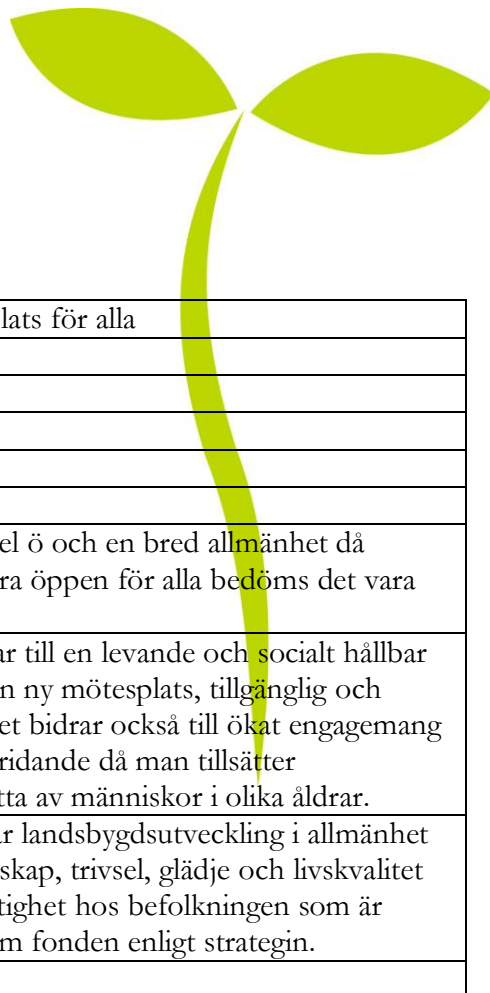 lats för alla
el ö och en bred allmänhet då
ra öppen för alla bedöms det vara
ar till en levande och socialt hållbar
n ny mötesplats, tillgänglig och
et bidrar också till ökat engagemang
ridande då man tillsätter
tta av människor i olika åldrar.
ar landsbygdsutveckling i allmänhet
skap, trivsel, glädje och livskvalitet
tighet hos befolkningen som är
m fonden enligt strategin.